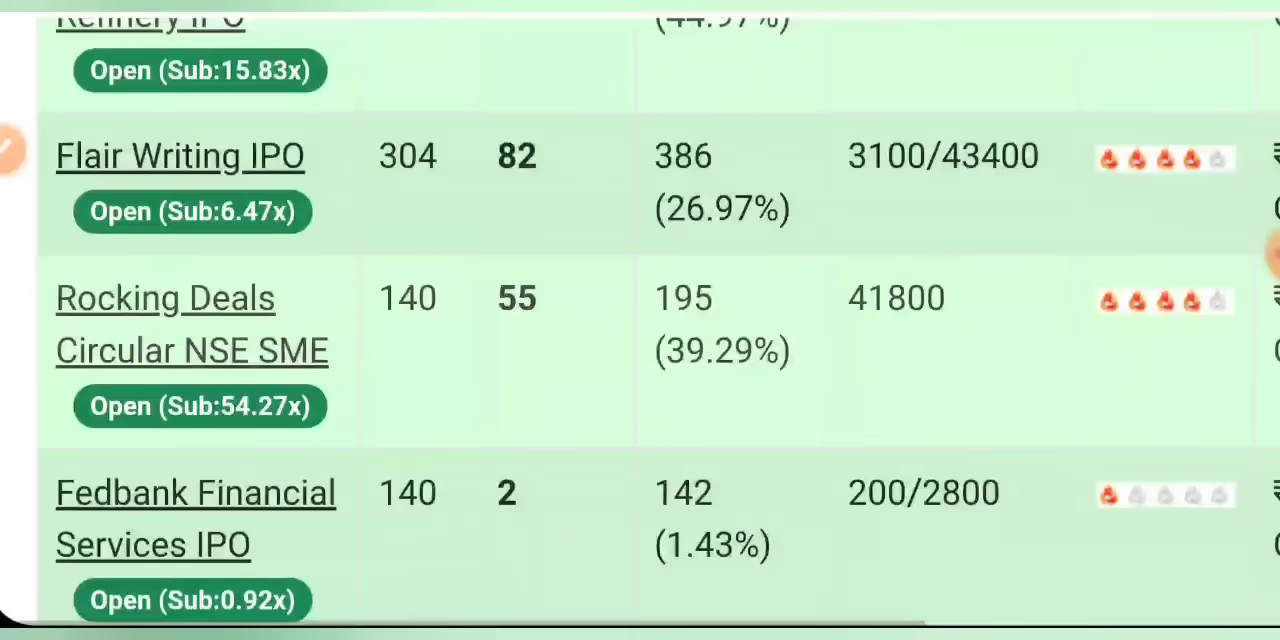 Refinery IPO (44.97%)
Open (Sub:15.83x)
Flair Writing IPO 304 82 386 3100/43400
(26.97%)
Open (Sub:6.47x)
Rocking Deals 140 55 195 41800
Circular NSE SME (39.29%)
Open (Sub:54.27x)
Fedbank Financial 140 2 142 200/2800
Services IPO (1.43%)
Open (Sub:0.92x)